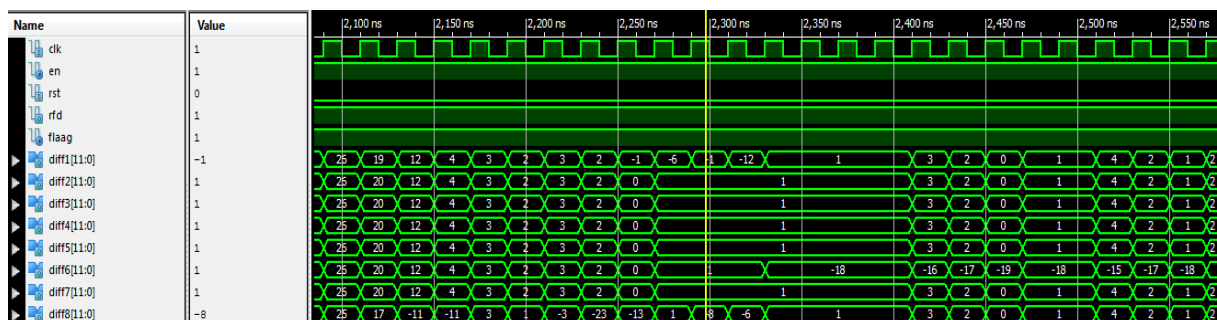 Name Value 2,100 ns 2,150 ns 2,200 ns 2,250 ns 2,300 ns 2,350 ns 2,400 ns 2,450 ns 2,500 ns 2,550 ns
clk 1
en 1
rst 0
rfd 1
flaag 1
diff1[11:0] -1 25 19 12 4 3 2 3 2 -1 -6 -1 -12 1 3 2 0 1 4 2 1 2
diff2[11:0] 1 25 20 12 4 3 2 3 2 0 1 3 2 0 1 4 2 1 2
diff3[11:0] 1 25 20 12 4 3 2 3 2 0 1 3 2 0 1 4 2 1 2
diff4[11:0] 1 25 20 12 4 3 2 3 2 0 1 3 2 0 1 4 2 1 2
diff5[11:0] 1 25 20 12 4 3 2 3 2 0 1 3 2 0 1 4 2 1 2
diff6[11:0] 1 25 20 12 4 3 2 3 2 0 1 -18 -16 -17 -19 -18 -15 -17 -18
diff7[11:0] 1 25 20 12 4 3 2 3 2 0 1 3 2 0 1 4 2 1 2
diff8[11:0] -8 25 17 -11 -11 3 1 -3 -23 -13 1 -8 -6 1 3 2 0 1 4 2 1 2